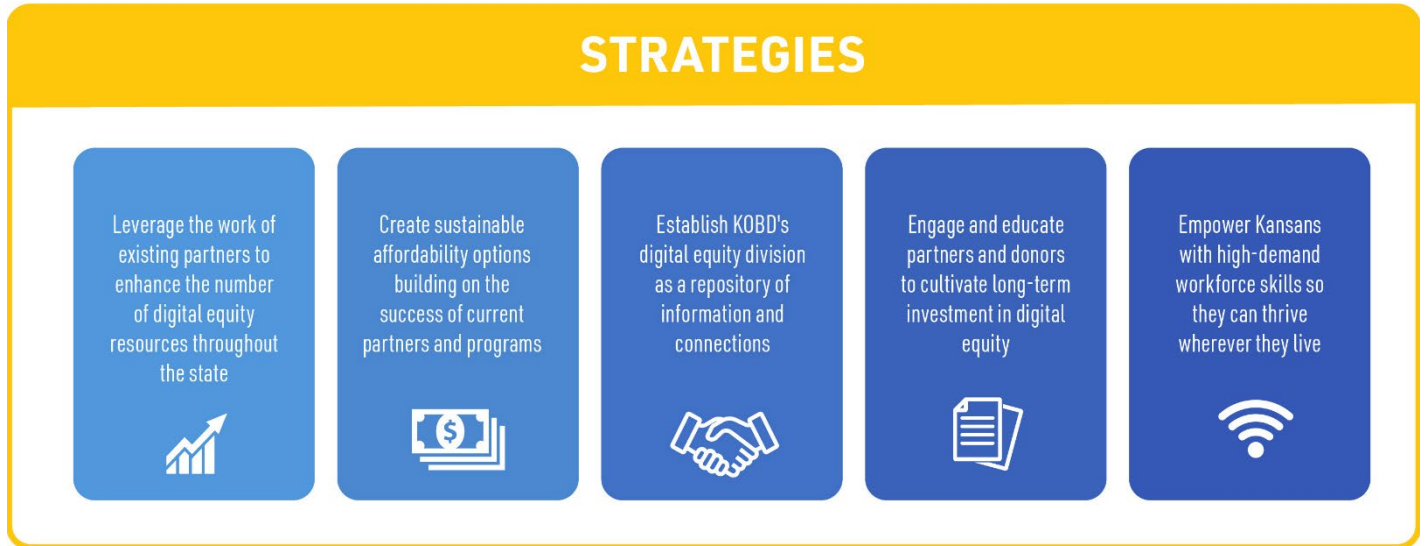 STRATEGIES
Leverage the work of
existing partners to
enhance the number
of digital equity
resources throughout
the state
Create sustainable
affordability options
building on the
success of current
partners and programs
Establish KOBD's
digital equity division
as a repository of
information and
connections
Engage and educate
partners and donors
to cultivate long-term
investment in digital
equity
Empower Kansans
with high-demand
workforce skills so
they can thrive
wherever they live
$